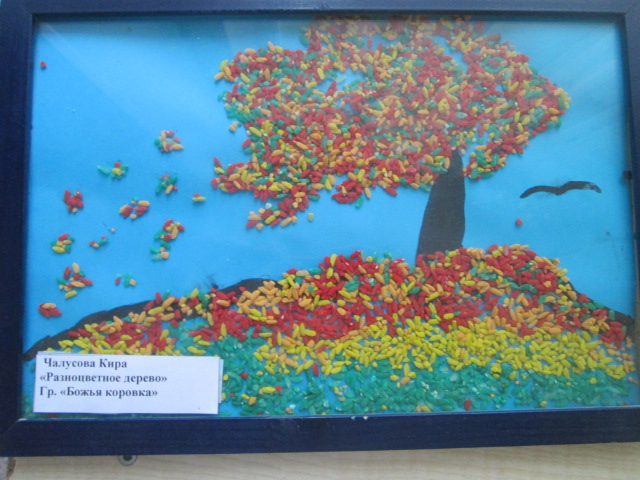 Чалусова Кира
«Разноцветное дерево»
Гр. «Божья коровка»